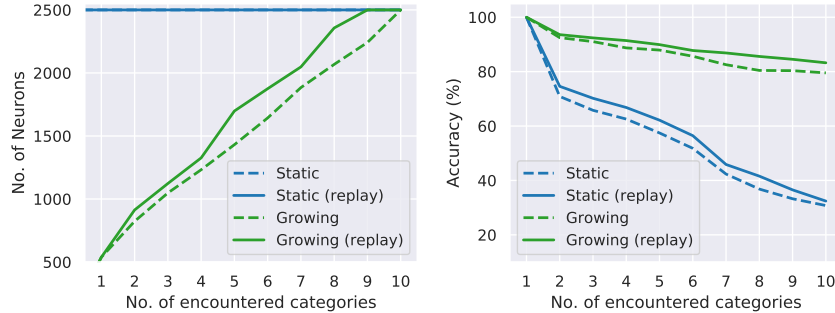 2500
2000
1500
1000
500
No. of Neurons
1 2 3 4 5 6 7 8 9 10
No. of encountered categories
Static
Static (replay)
Growing
Growing (replay)
100
80
60
40
20
Accuracy (%)
1 2 3 4 5 6 7 8 9 10
No. of encountered categories
Static
Static (replay)
Growing
Growing (replay)